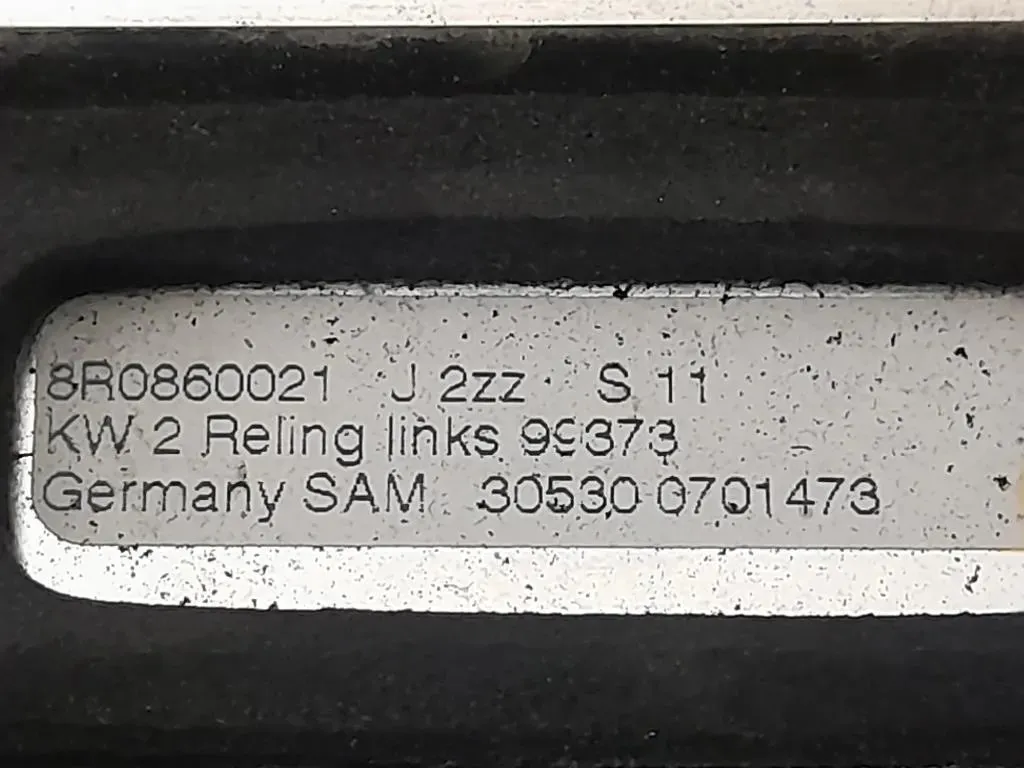 8R0860021 J 2zz S 11
KW 2 Reling links 99373
Germany SAM 30530 0701473